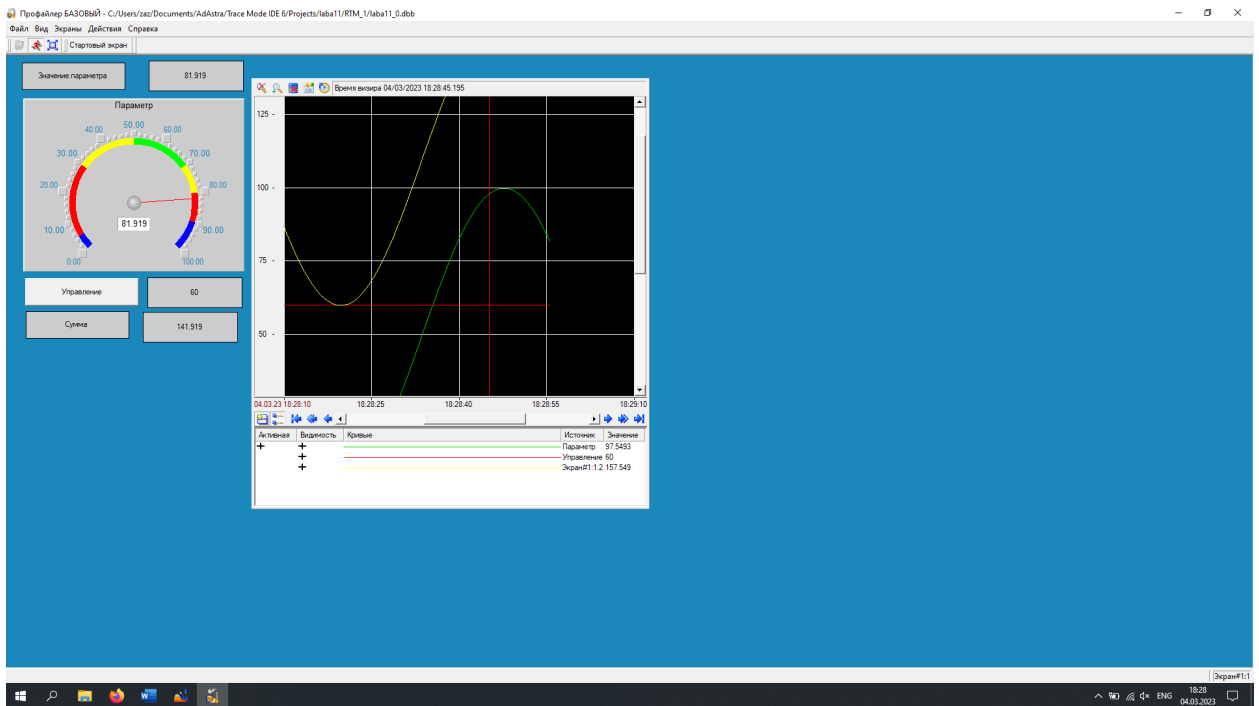 Профайлер БАЗОВЫЙ - C:/Users/zaz/Documents/AdAstra/Trace Mode IDE 6/Projects/laba11/RTM_1/laba11_0.dbb
Файл Вид Экраны Действия Справка
Стартовый экран
Значение параметра
81.919
Параметр
0.00
10.00
20.00
30.00
40.00
50.00
60.00
70.00
80.00
90.00
100.00
81.919
Управление
60
Сумма
141.919
Время визира 04/03/2023 18:28:45.195
125 -
100 -
75 -
50 -
04.03.23 18:28:10 18:28:25 18:28:40 18:28:55 18:29:10
Активная Видимость Кривые Источник Значение
Параметр 97.5493
Управление 60
Экран#1:1.2 157.549
Экран#1:1
ENG
18:28
04.03.2023